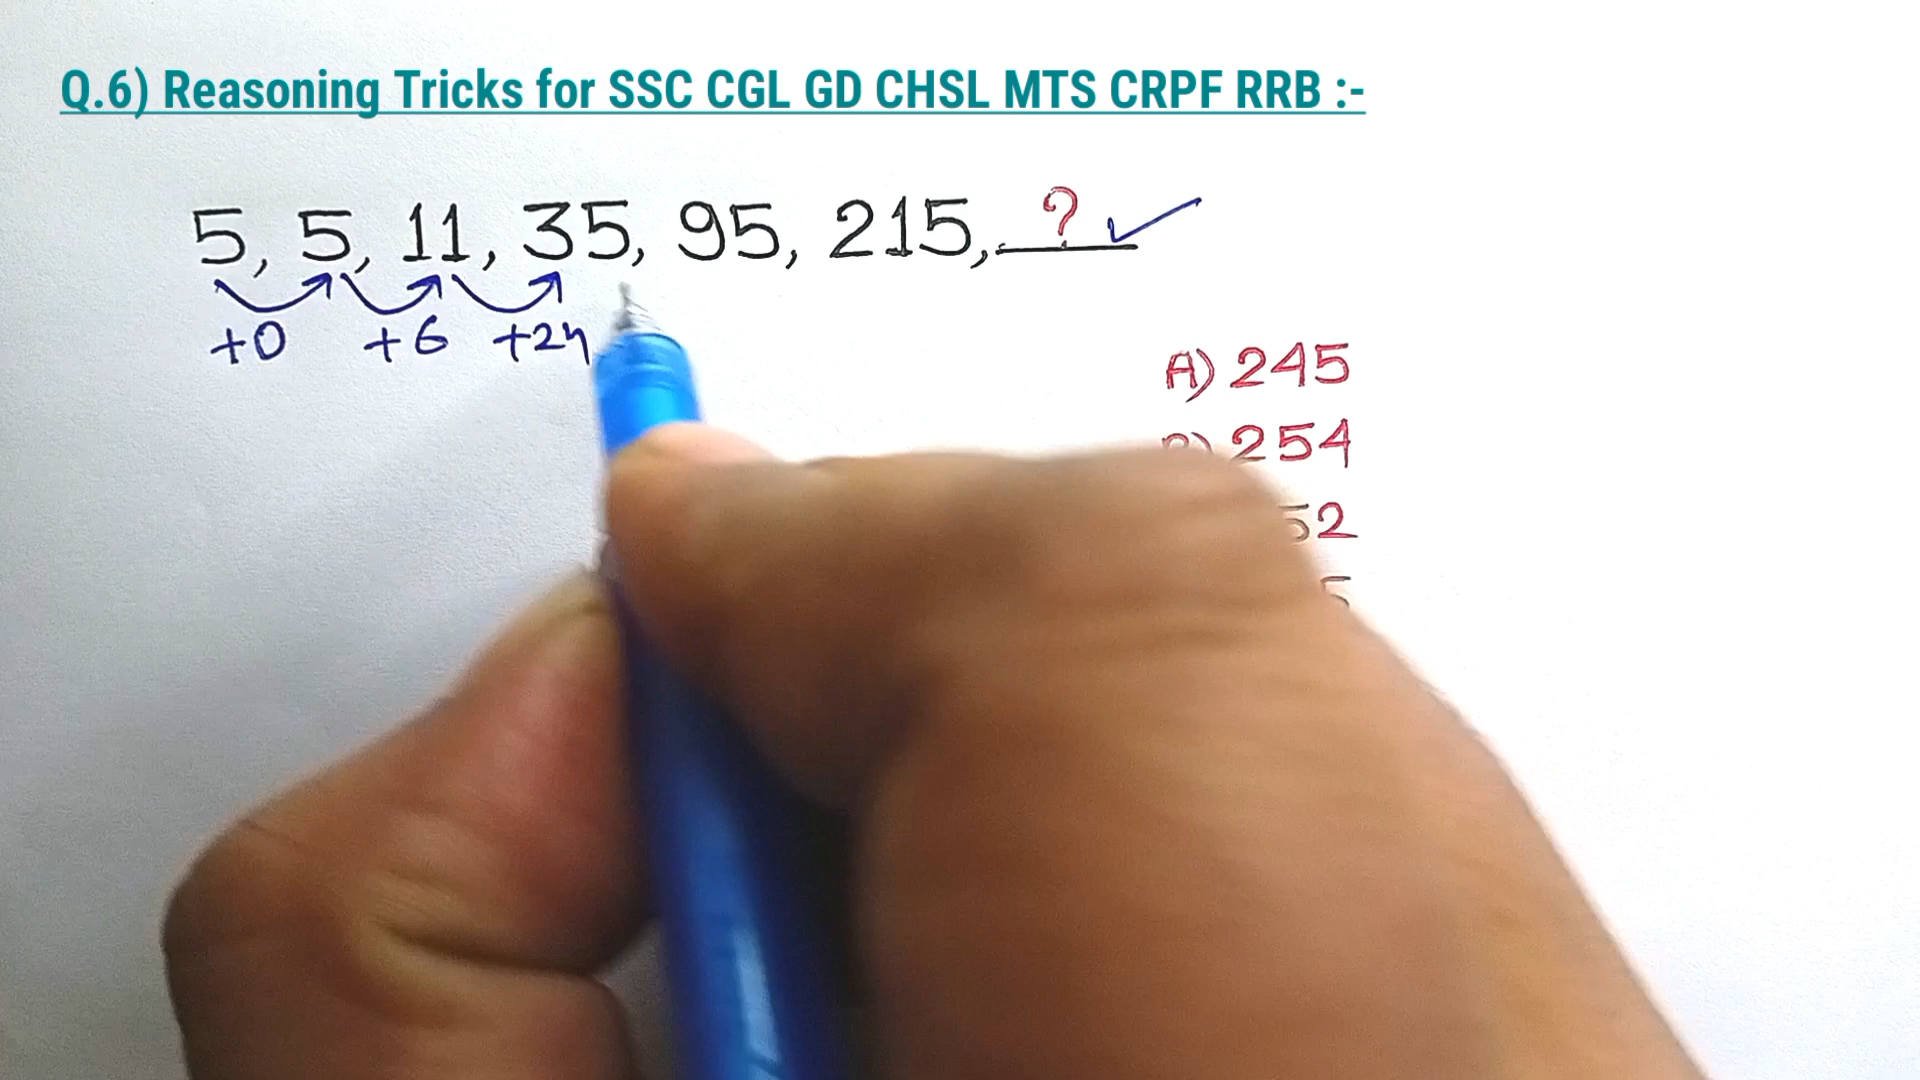 Q.6) Reasoning Tricks for SSC CGL GD CHSL MTS CRPF RRB :-
5, 5, 11, 35, 95, 215, ?
+0 +6 +24
A) 245
254